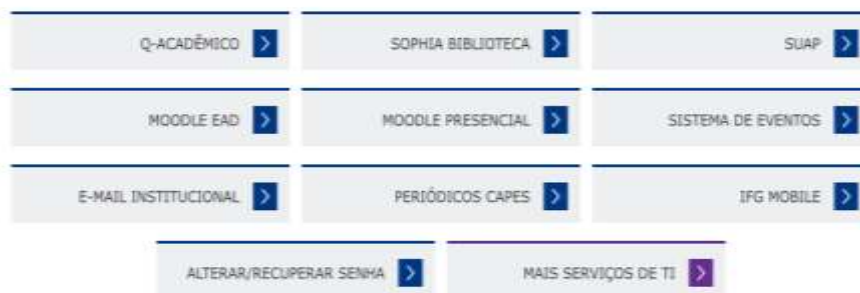 Q-ACADÊMICO
SOPHIA BIBLIOTECA
SUAP
MOODLE EAD
MOODLE PRESENCIAL
SISTEMA DE EVENTOS
E-MAIL INSTITUCIONAL
PERIÓDICOS CAPES
IFG MOBILE
ALTERAR/RECUPERAR SENHA
MAIS SERVIÇOS DE TI